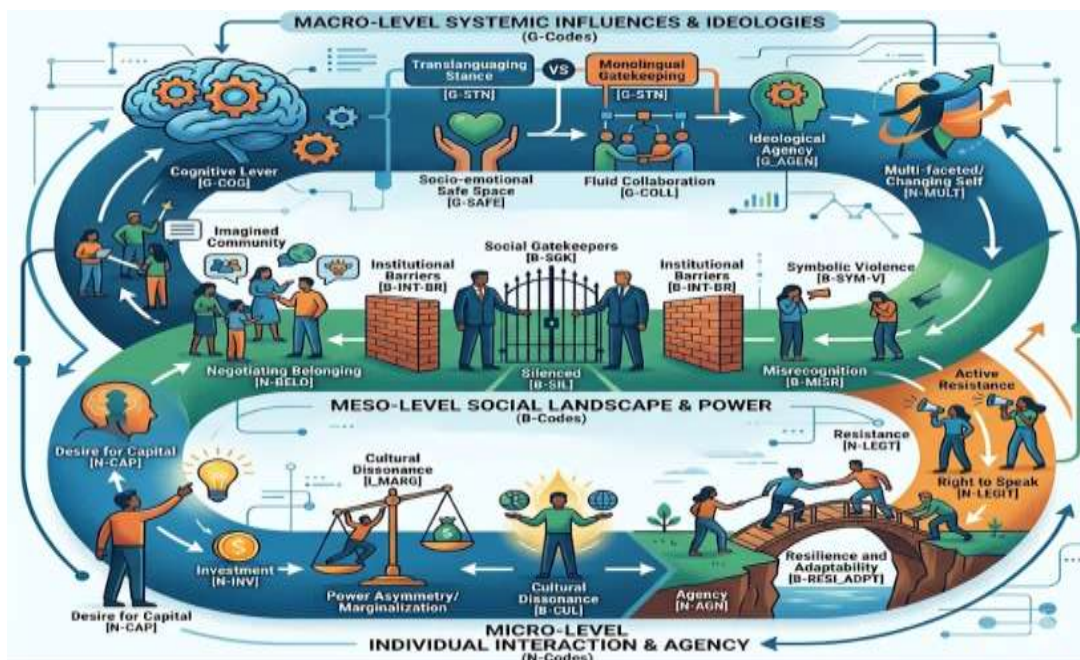 MACRO-LEVEL SYSTEMIC INFLUENCES & IDEOLOGIES
(G-Codes)
Translanguaging
Stance
[G-STN]
VS
Monolingual
Gatekeeping
[G-STN]
Cognitive Lever
[G-COG]
Socio-emotional
Safe Space
[G-SAFE]
Fluid Collaboration
[G-COLL]
Ideological
Agency
[G_AGEN]
Multi-faceted/
Changing Self
[N-MULT]
Imagined
Community
Institutional
Barriers
[B-INT-BR]
Social Gatekeepers
[B-SGK]
Institutional
Barriers
[B-INT-BR]
Symbolic Violence
[B-SYM-V]
Negotiating Belonging
[N-BELO]
Silenced
[B-SIL]
Misrecognition
[B-MISR]
Active
Resistance
MESO-LEVEL SOCIAL LANDSCAPE & POWER
(B-Codes)
Resistance
[N-LEGT]
Right to Speak
[N-LEGIT]
Desire for Capital
[N-CAP]
Cultural
Dissonance
[I_MARG]
Investment
[N-INV]
Power Asymmetry/
Marginalization
Cultural
Dissonance
[B-CUL]
Agency
[N-AGN]
Resilience and
Adaptability
[B-RESI_ADPT]
Desire for Capital
[N-CAP]
MICRO-LEVEL
INDIVIDUAL INTERACTION & AGENCY
(N-Codes)